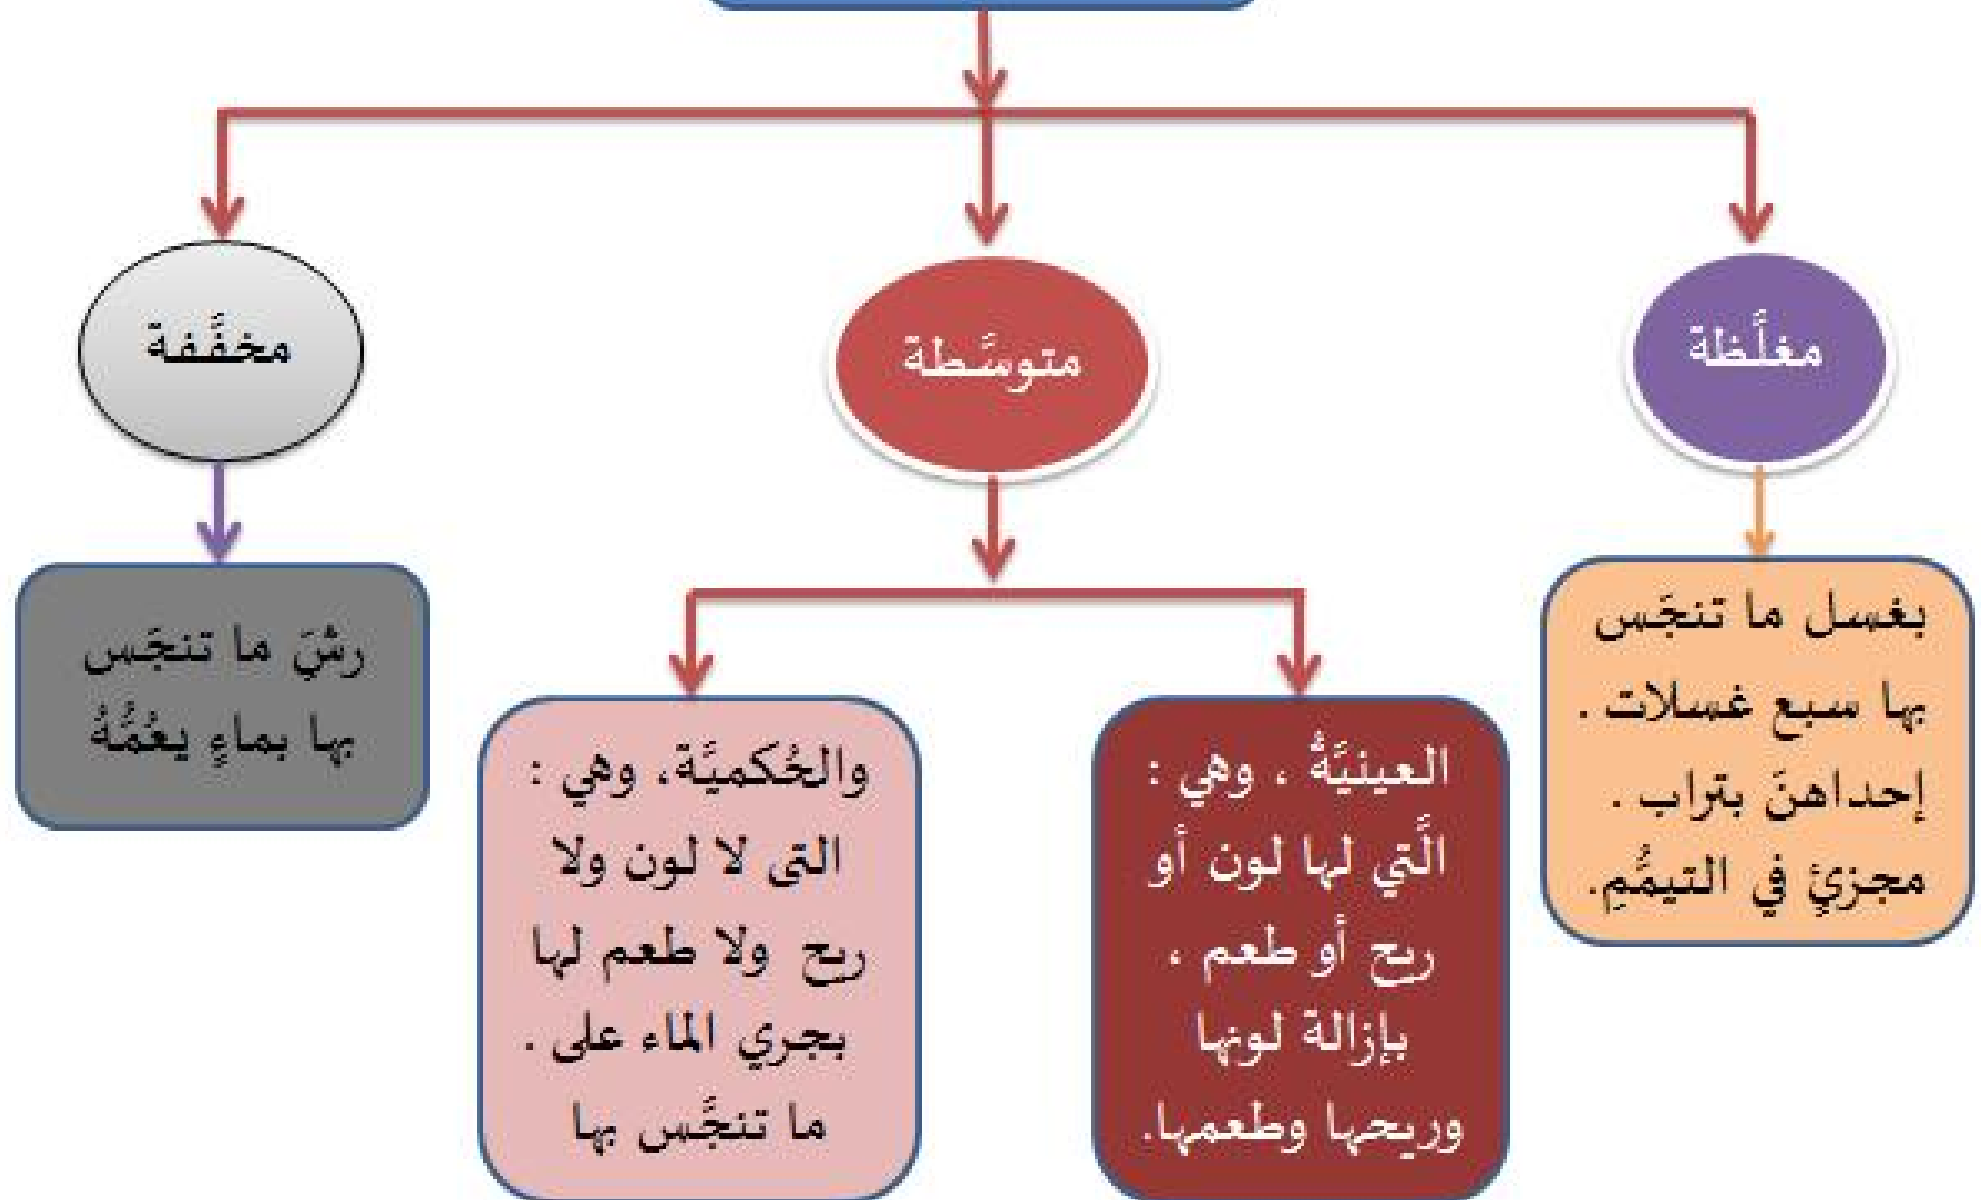 مغلَّظة
متوسَّطة
مخفَّفة
بغسل ما تنجَس
بها سبع غسلات .
إحداهنَ بتراب .
مجزئٍ في التيمُّمِ.
العينيَّةُ ، وهي :
الَّتي لها لون أو
ريح أو طعم ،
بإزالة لونها
وريحها وطعمها.
والحُكميَّة، وهي :
التى لا لون ولا
ريح ولا طعم لها
بجري الماء على .
ما تنجَّس بها
رشَ ما تنجَس
بها بماءٍ يعُمُّهُ